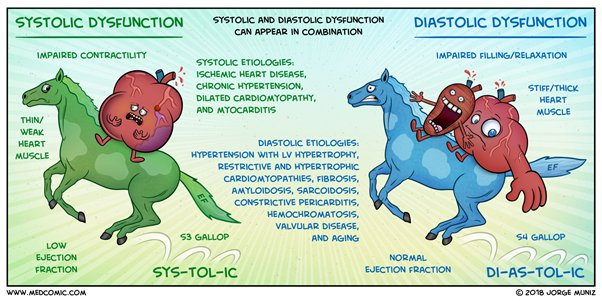 SYSTOLIC DYSFUNCTION
SYSTOLIC AND DIASTOLIC DYSFUNCTION
CAN APPEAR IN COMBINATION
DIASTOLIC DYSFUNCTION
IMPAIRED CONTRACTILITY
SYSTOLIC ETIOLOGIES:
ISCHEMIC HEART DISEASE,
CHRONIC HYPERTENSION,
DILATED CARDIOMYOPATHY,
AND MYOCARDITIS
IMPAIRED FILLING/RELAXATION
STIFF/THICK
HEART
MUSCLE
THIN/
WEAK
HEART
MUSCLE
DIASTOLIC ETIOLOGIES:
HYPERTENSION WITH LV HYPERTROPHY,
RESTRICTIVE AND HYPERTROPHIC
CARDIOMYOPATHIES, FIBROSIS,
AMYLOIDOSIS, SARCOIDOSIS,
CONSTRICTIVE PERICARDITIS,
HEMOCHROMATOSIS,
VALVULAR DISEASE,
AND AGING
EF
EF
LOW
EJECTION
FRACTION
S3 GALLOP
SYS-TOL-IC
NORMAL
EJECTION FRACTION
S4 GALLOP
DI-AS-TOL-IC
WWW.MEDCOMIC.COM
© 2018 JORGE MUNIZ